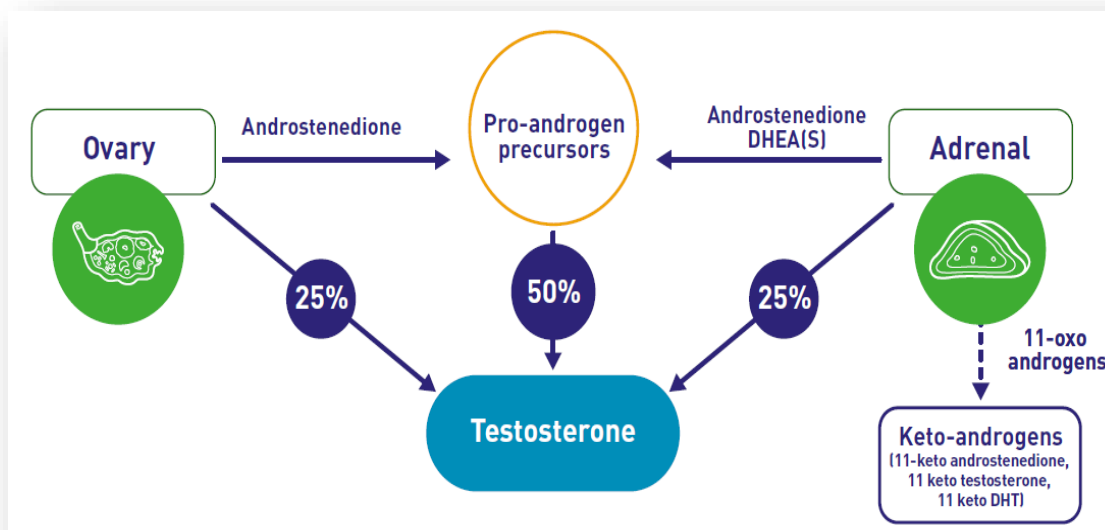 Ovary
Androstenedione
Pro-androgen
precursors
Androstenedione
DHEA(S)
Adrenal
25%
50%
25%
11-oxo
androgens
Testosterone
Keto-androgens
(11-keto androstenedione,
11 keto testosterone,
11 keto DHT)